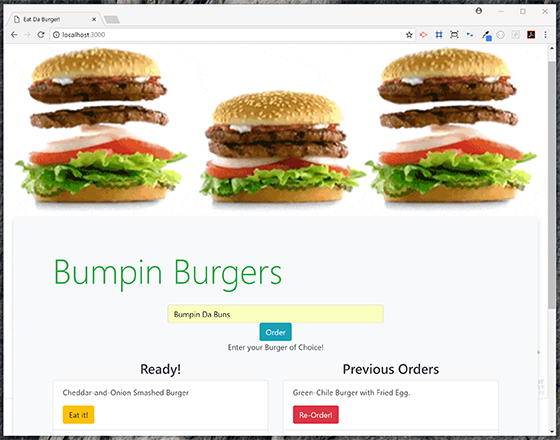 Eat Da Burger!
localhost:3000
Bumpin Burgers
Bumpin Da Buns
Order
Enter your Burger of Choice!
Ready!
Previous Orders
Cheddar-and-Onion Smashed Burger
Green-Chile Burger with Fried Egg.
Eat it!
Re-Order!